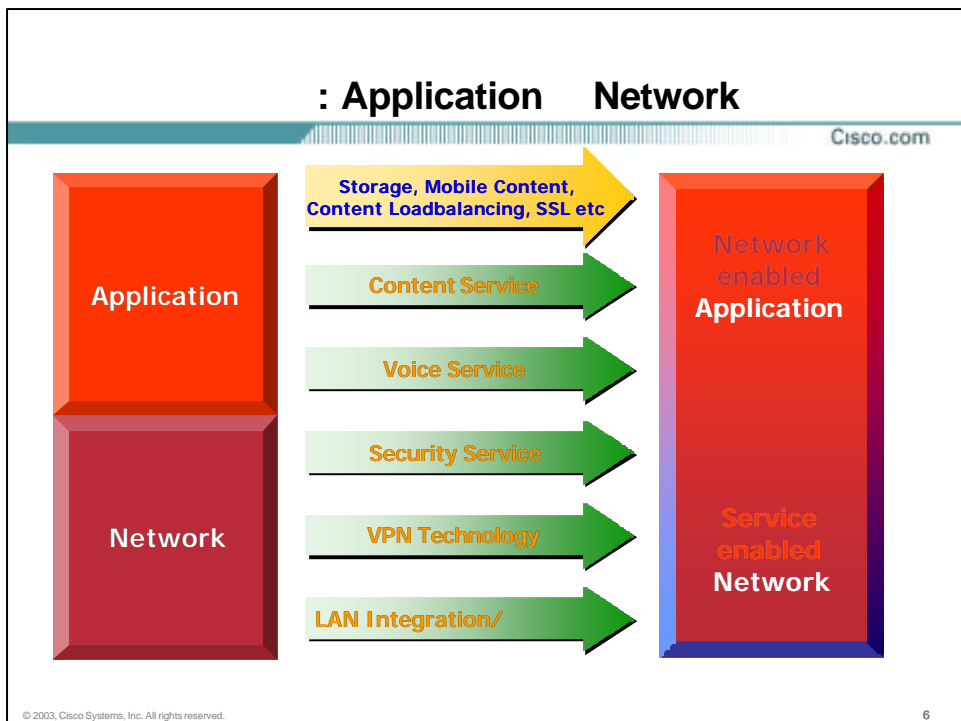 : Application Network
Cisco.com
Storage, Mobile Content,
Content Loadbalancing, SSL etc
Application
Content Service
Voice Service
Security Service
Network
VPN Technology
LAN Integration/
Network
enabled
Application
Service
enabled
Network
© 2003, Cisco Systems, Inc. All rights reserved.
6